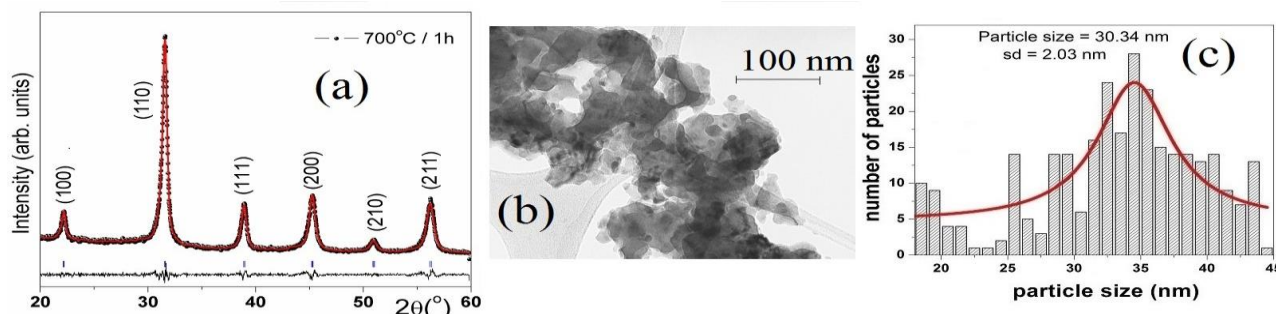 Intensity (arb. units)
700°C / 1h
(a)
(100)
(110)
(111)
(200)
(210)
(211)
20 30 40 50 60
2θ(°)
100 nm
(b)
number of particles
30
25
20
15
10
5
0
Particle size = 30.34 nm
sd = 2.03 nm
(c)
20 25 30 35 40 45
particle size (nm)